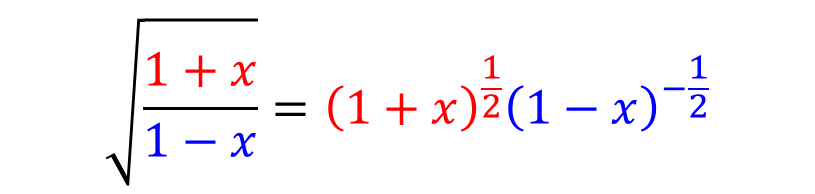 √((1 + x)/(1 − x)) = (1 + x)^(1/2) (1 − x)^(−1/2)